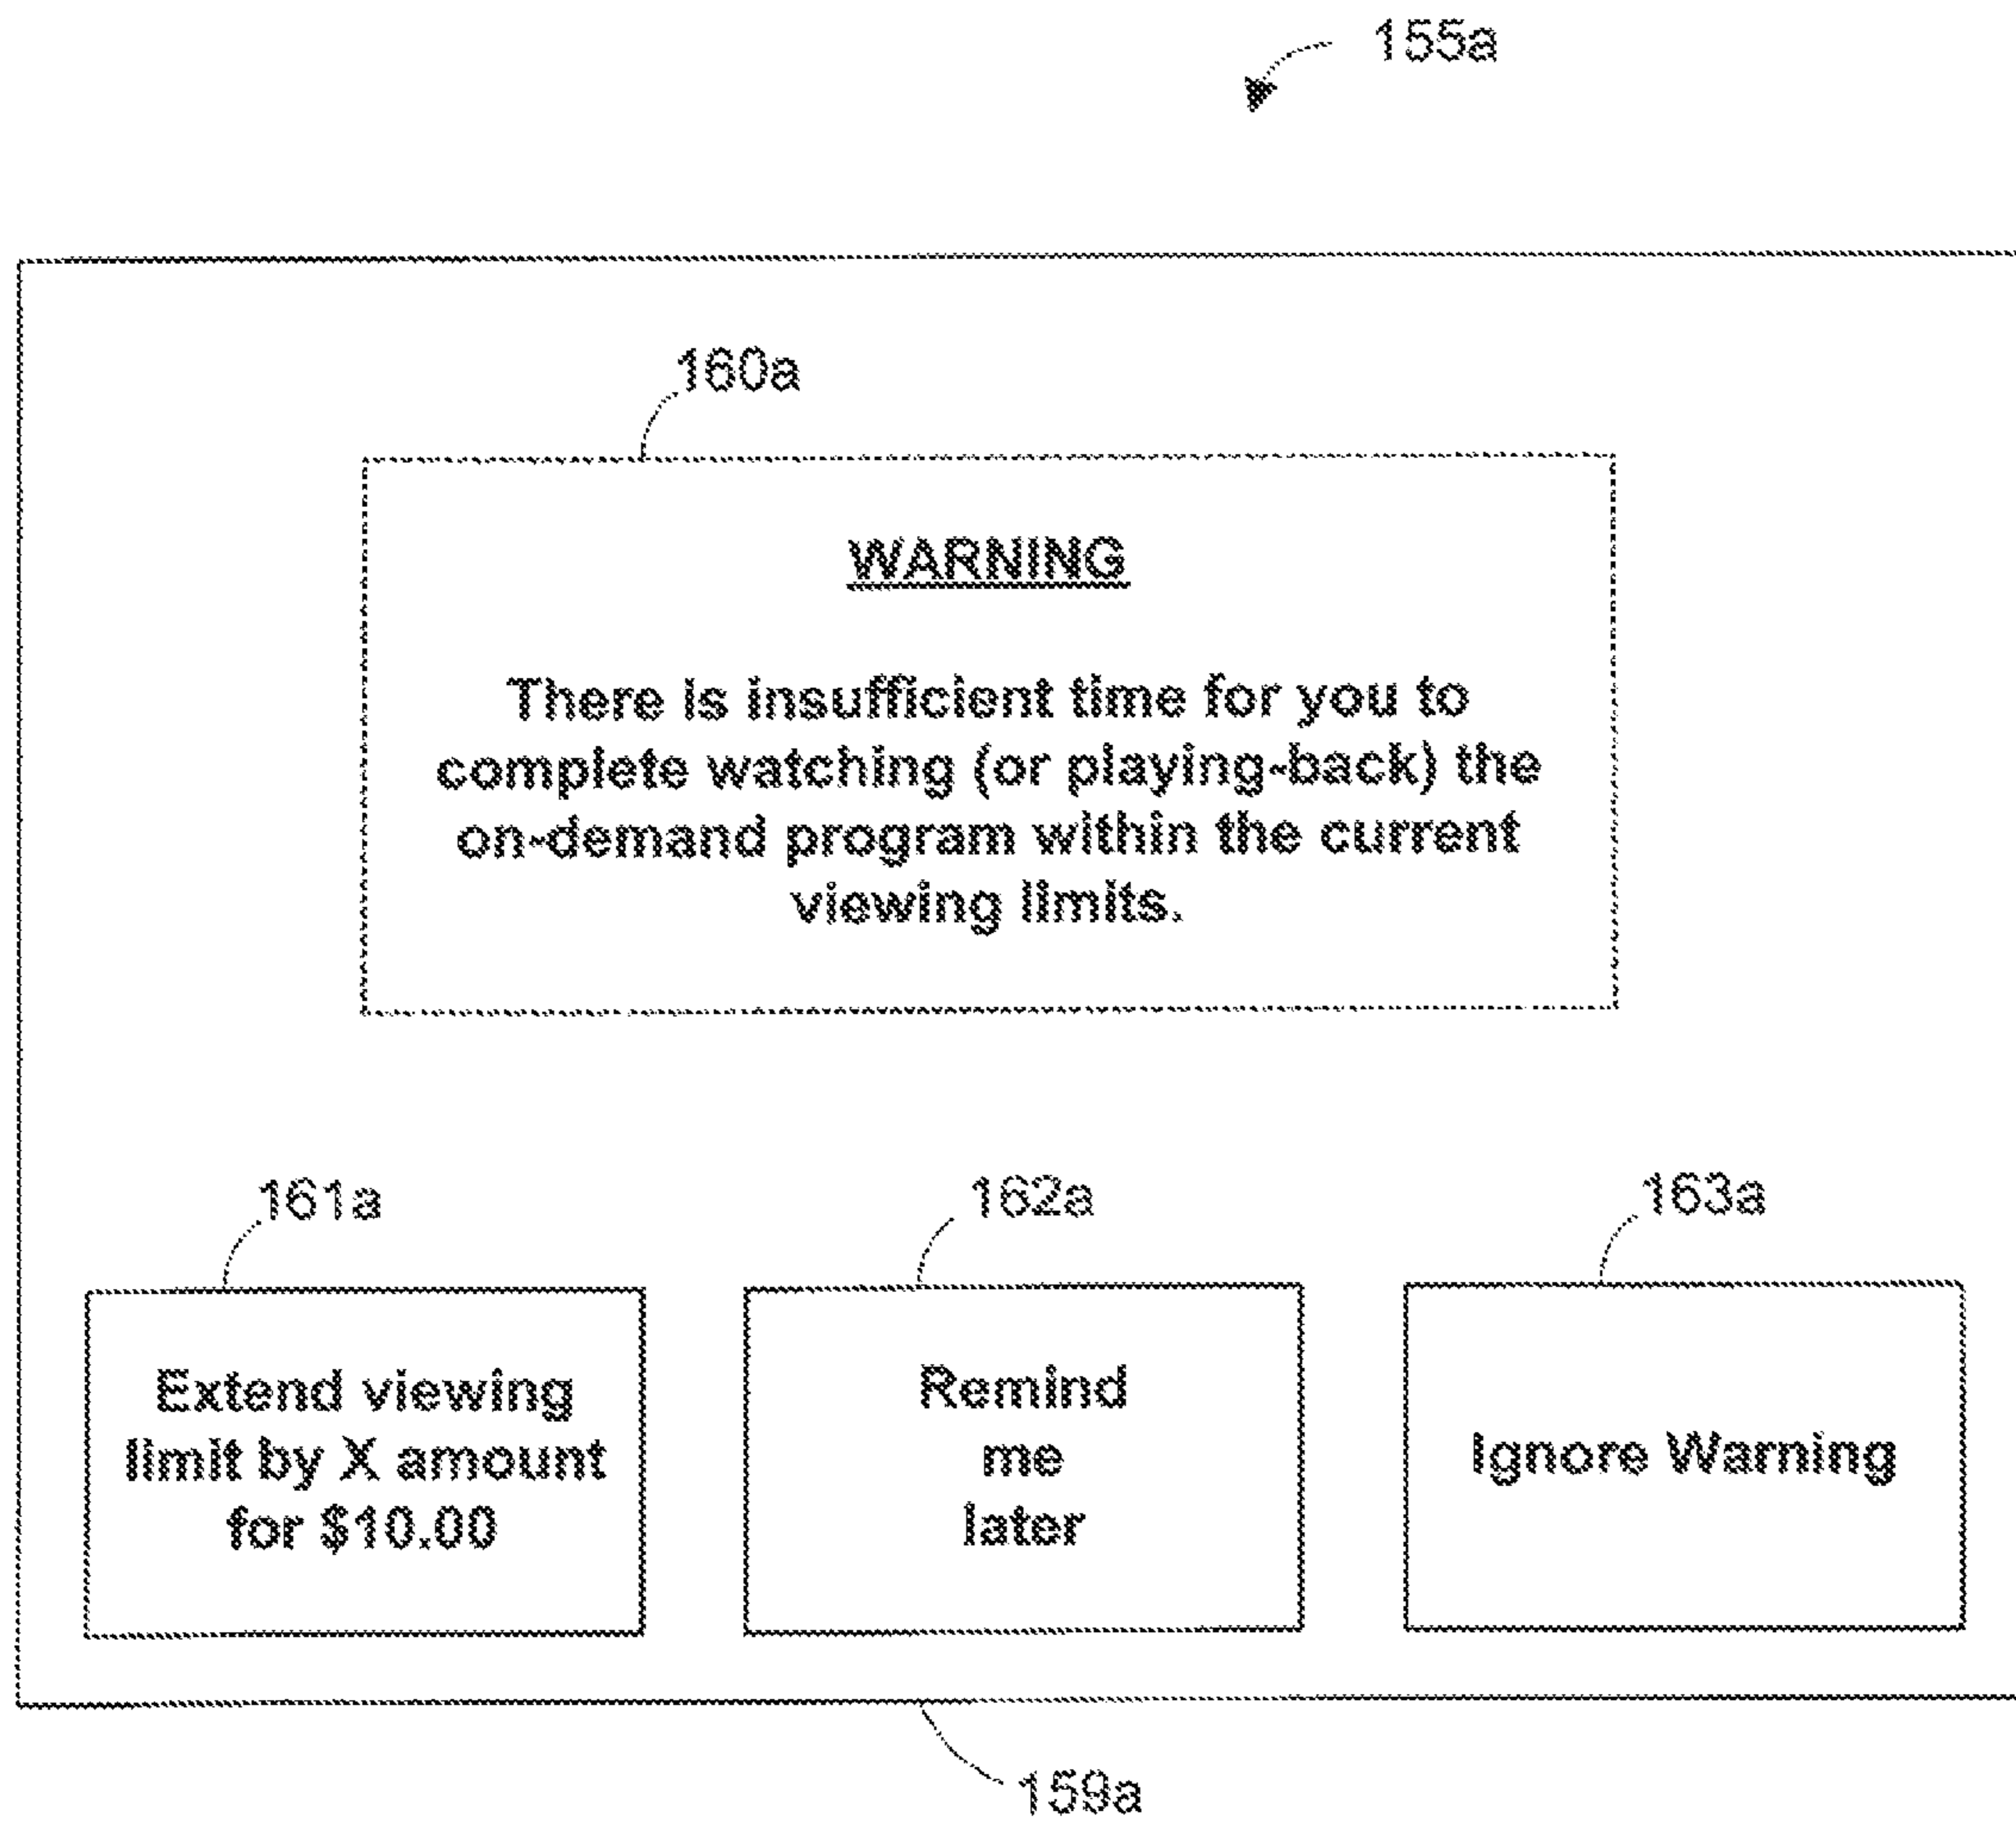 155a
160a
WARNING
There is insufficient time for you to
complete watching (or playing-back) the
on-demand program within the current
viewing limits.
161a
162a
163a
Extend viewing
limit by X amount
for $10.00
Remind
me
later
Ignore Warning
159a